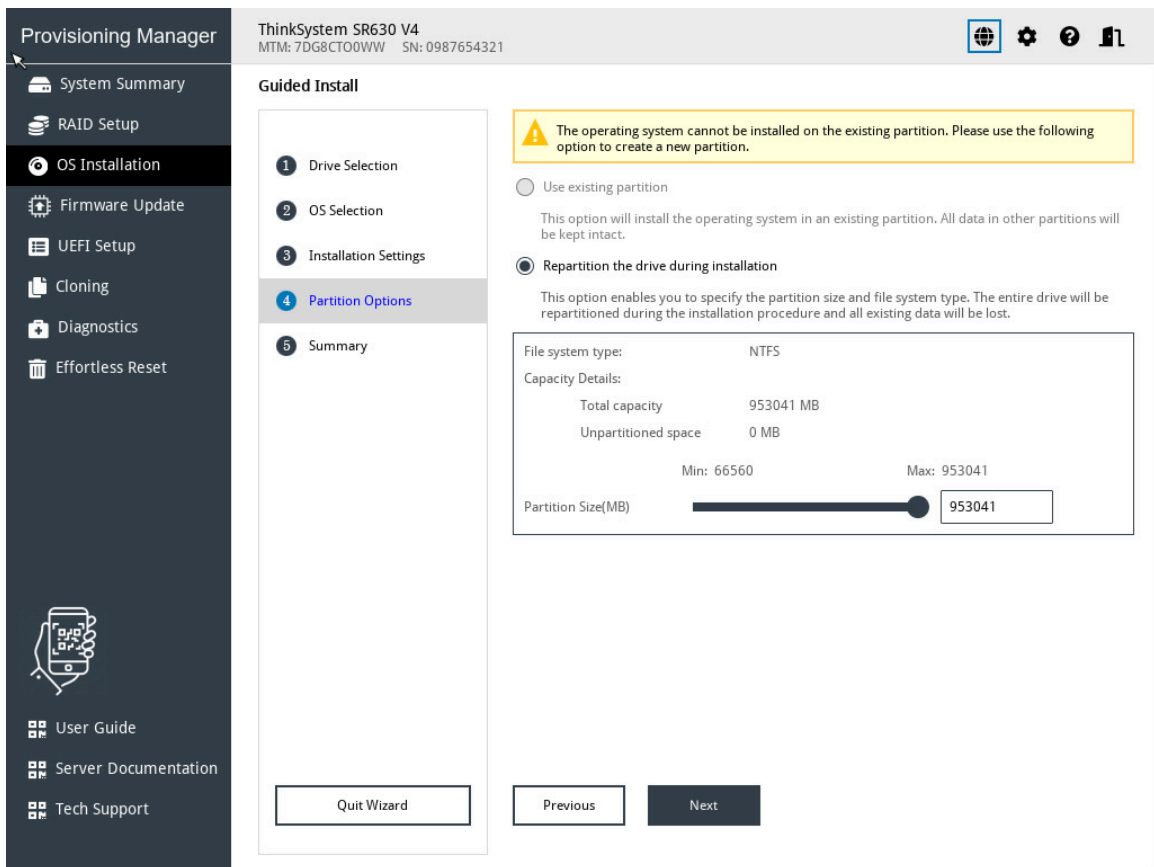 Provisioning Manager
ThinkSystem SR630 V4
MTM: 7DG8CTO0WW SN: 0987654321
System Summary
RAID Setup
OS Installation
Firmware Update
UEFI Setup
Cloning
Diagnostics
Effortless Reset
User Guide
Server Documentation
Tech Support
Guided Install
1 Drive Selection
2 OS Selection
3 Installation Settings
4 Partition Options
5 Summary
Quit Wizard
The operating system cannot be installed on the existing partition. Please use the following
option to create a new partition.
Use existing partition
This option will install the operating system in an existing partition. All data in other partitions will
be kept intact.
Repartition the drive during installation
This option enables you to specify the partition size and file system type. The entire drive will be
repartitioned during the installation procedure and all existing data will be lost.
File system type: NTFS
Capacity Details:
Total capacity 953041 MB
Unpartitioned space 0 MB
Min: 66560 Max: 953041
Partition Size(MB) 953041
Previous Next